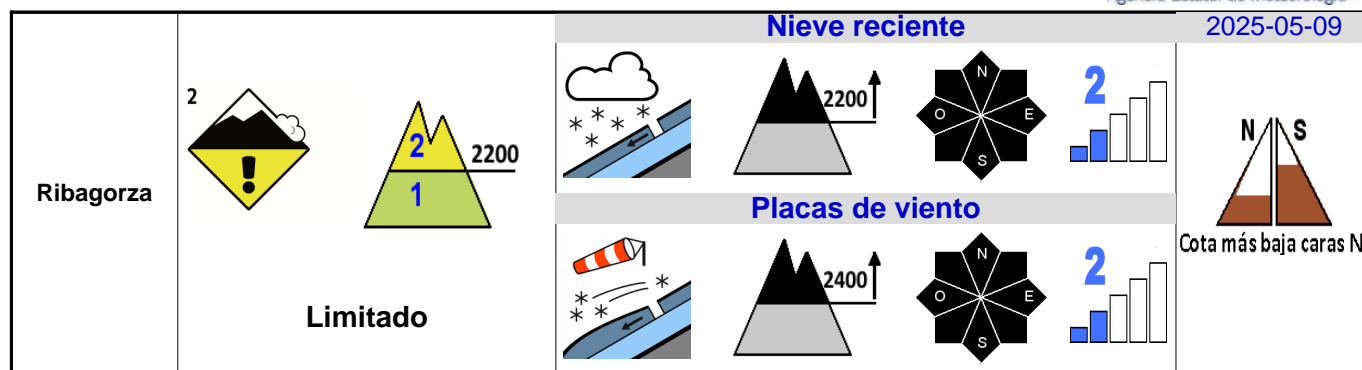 Nieve reciente
2025-05-09
2
2
1
2200
2200
N
O
E
S
2
N
S
Ribagorza
Placas de viento
Cota más baja caras N
Limitado
2400
N
O
E
S
2